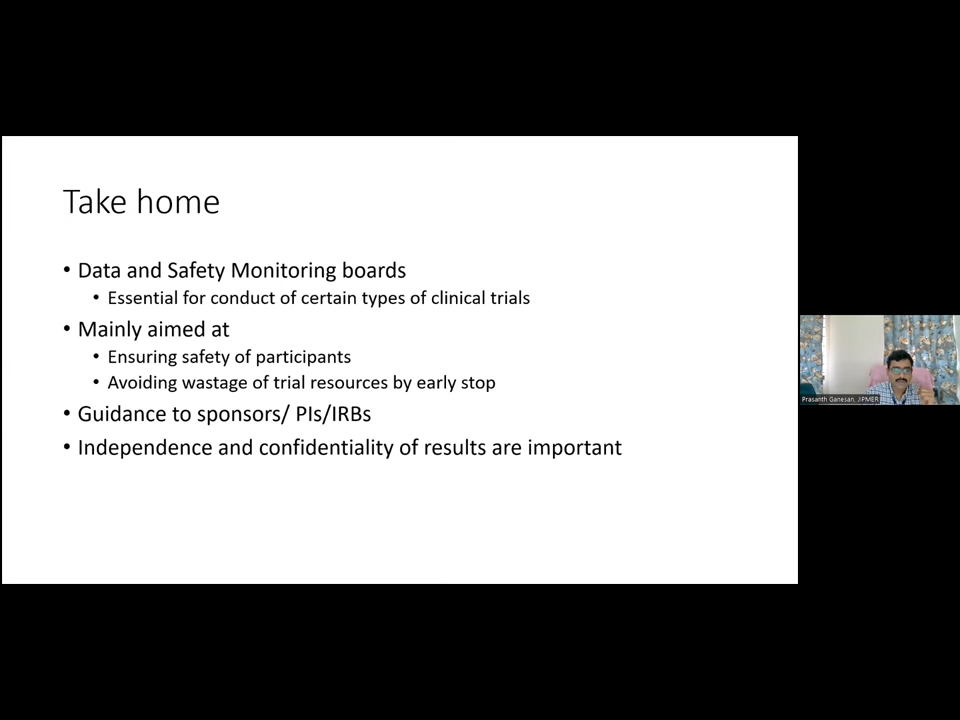 Take home
• Data and Safety Monitoring boards
• Essential for conduct of certain types of clinical trials
• Mainly aimed at
• Ensuring safety of participants
• Avoiding wastage of trial resources by early stop
• Guidance to sponsors/ PIs/IRBs
• Independence and confidentiality of results are important
Prasanth Ganesan, JIPMER